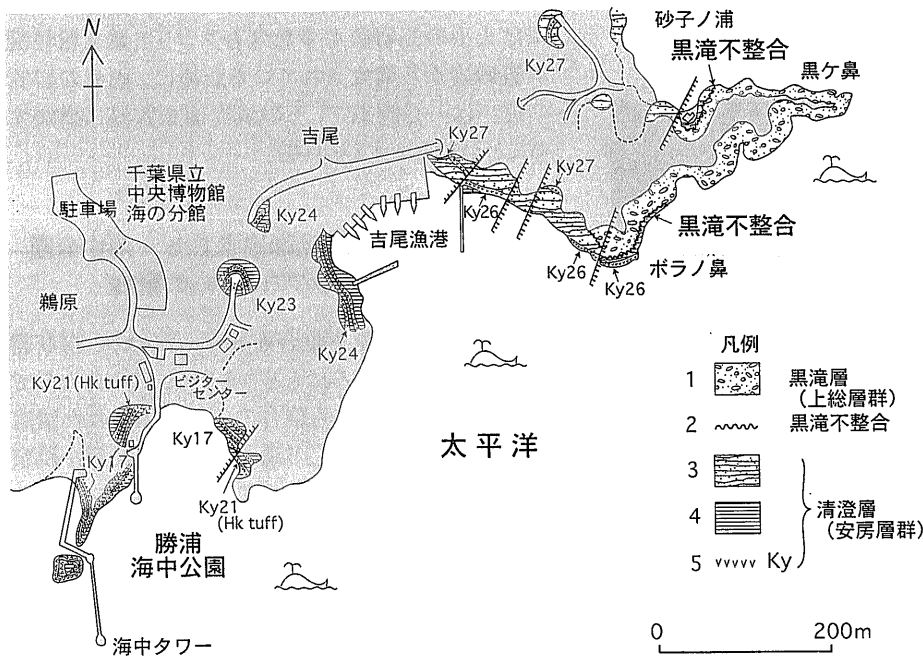 N
砂子ノ浦
黒滝不整合
黒ケ鼻
Ky27
吉尾
Ky27
Ky27
千葉県立
中央博物館
海の分館
駐車場
Ky24
Ky26
吉尾漁港
黒滝不整合
Ky26
ボラノ鼻
Ky26
鵜原
Ky23
Ky24
Ky21(Hk tuff)
ビジター
センター
Ky17
Ky17
Ky21
(Hk tuff)
太平洋
勝浦
海中公園
海中タワー
凡例
1 黒滝層
(上総層群)
2 黒滝不整合
3
4 清澄層
(安房層群)
5 vvvvv Ky
0 200m